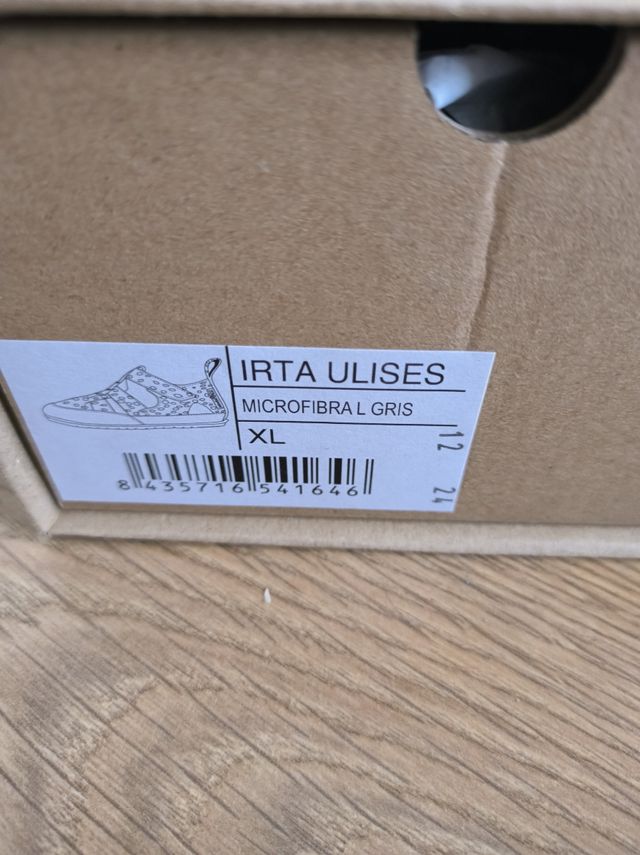 IRTA ULISES
MICROFIBRA L GRIS
XL
8 435716 541646
12 24